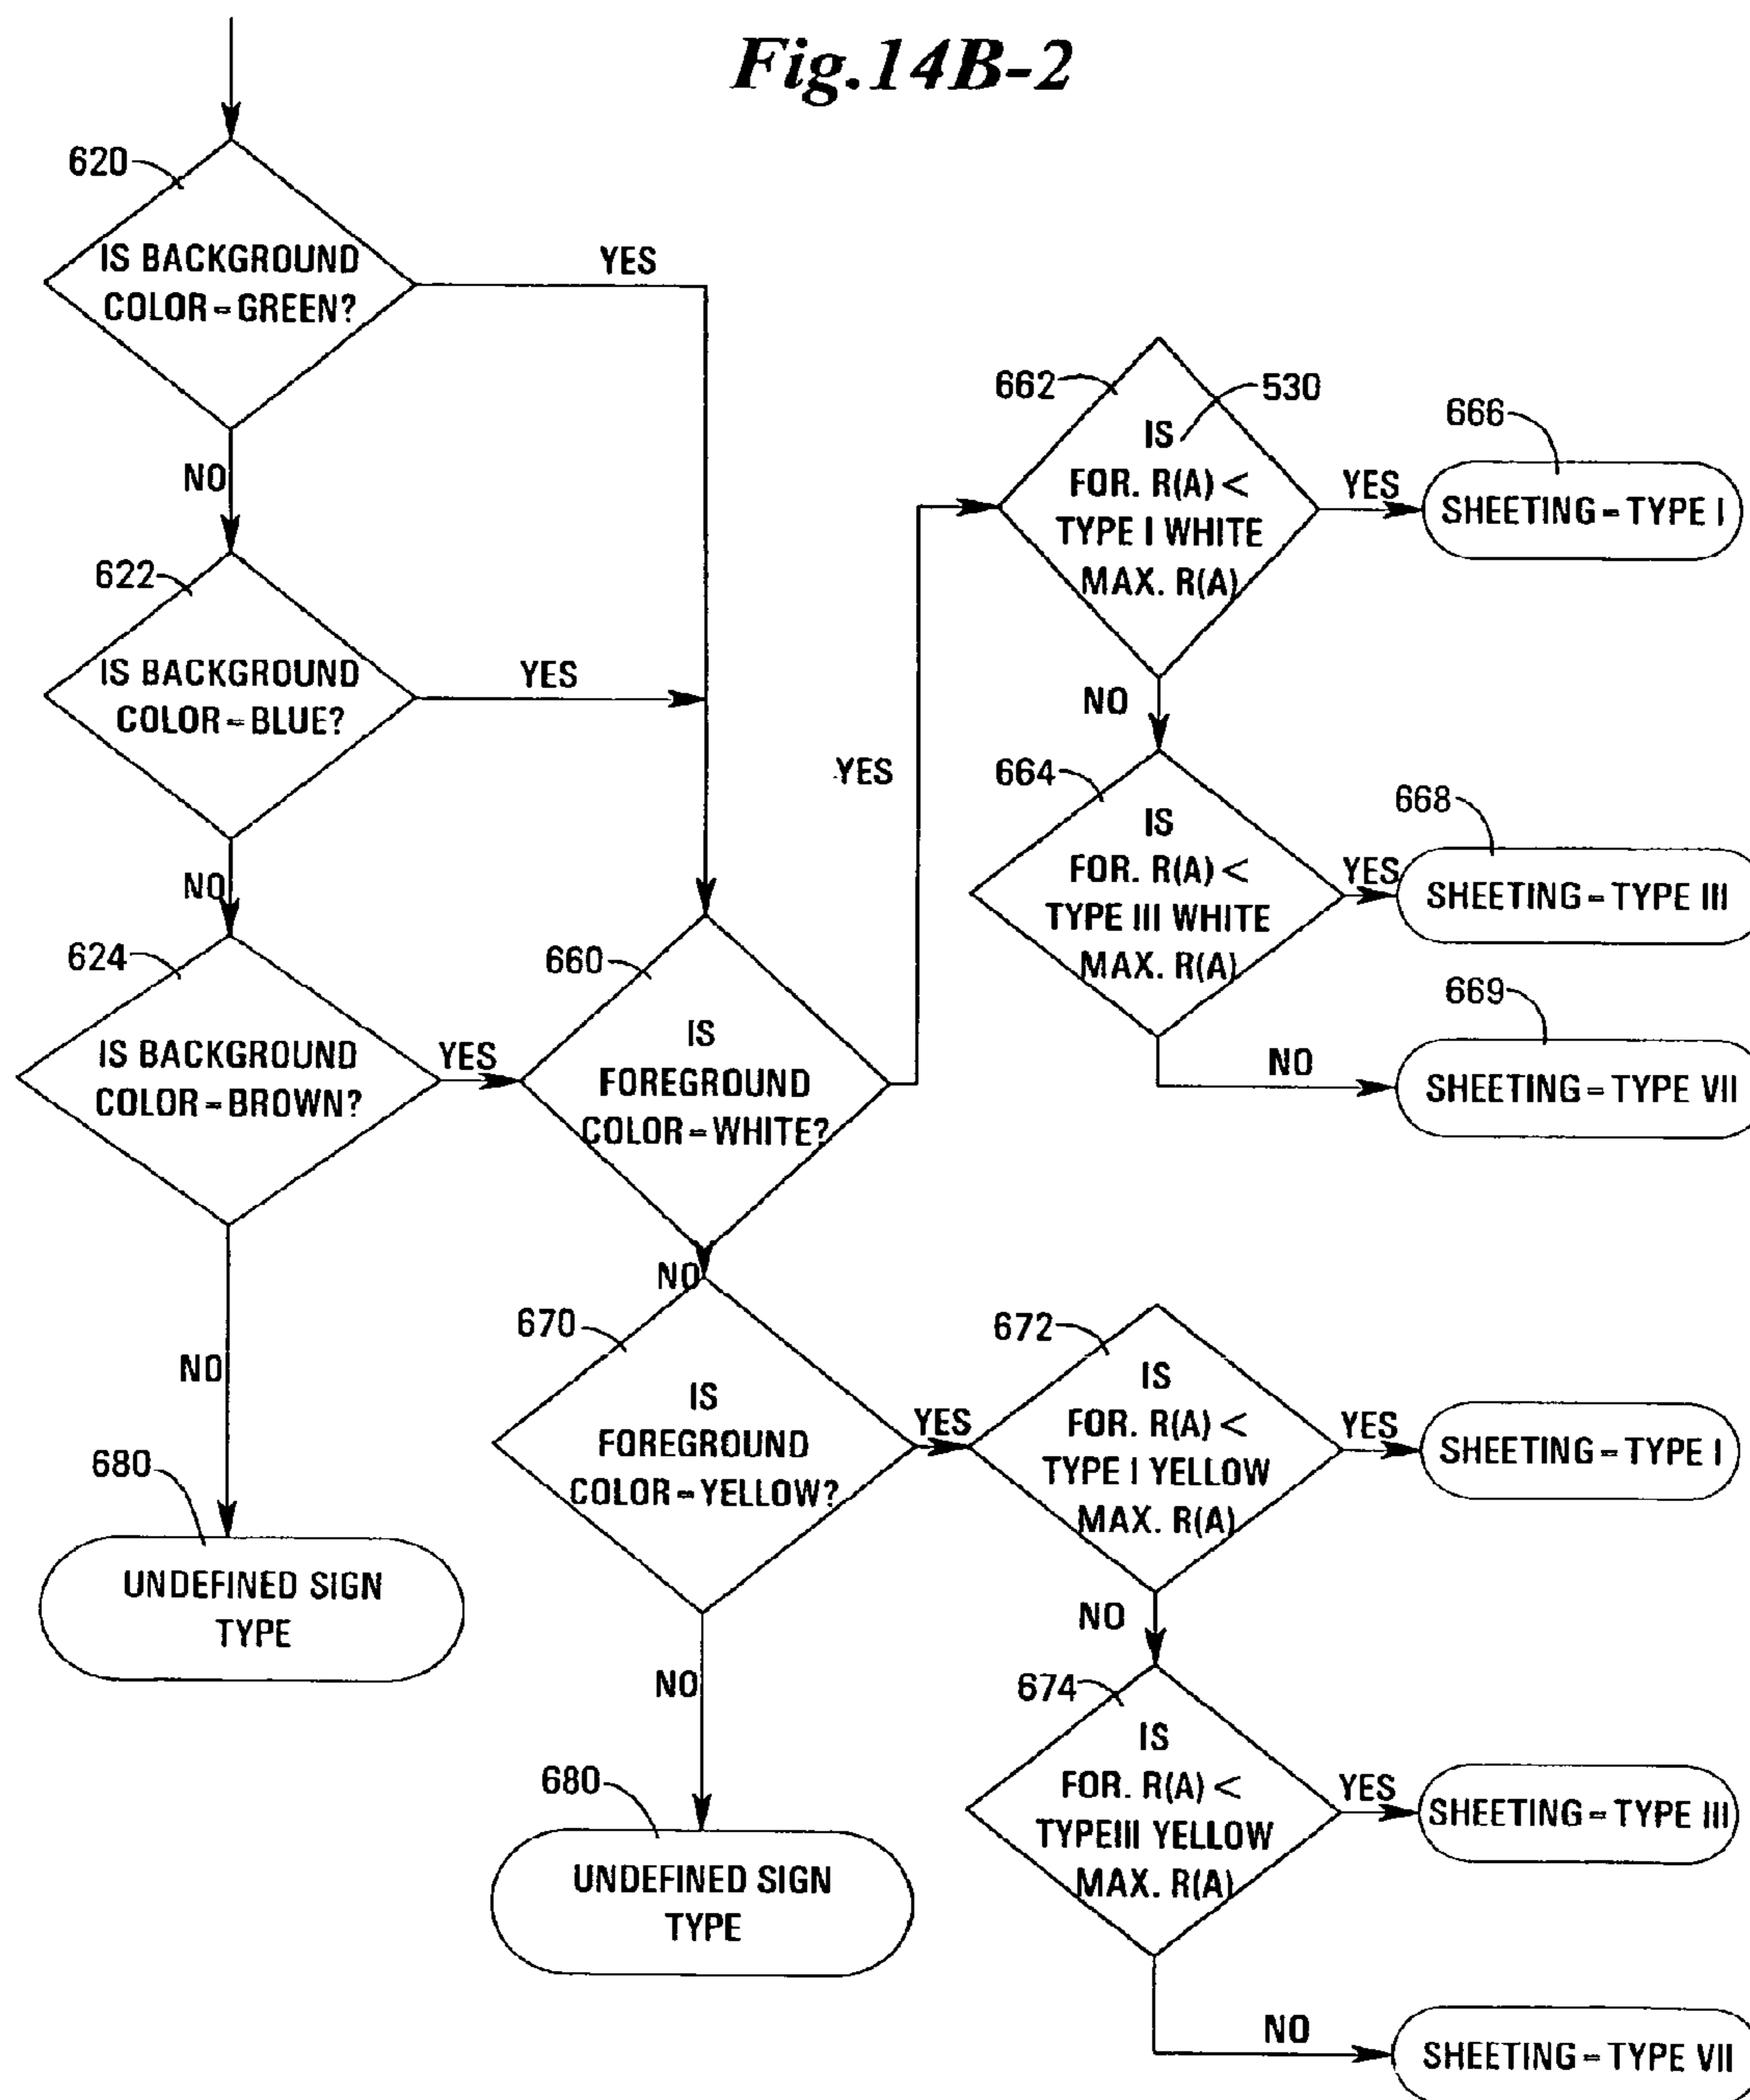 Fig.14B-2
620
IS BACKGROUND
COLOR=GREEN?
YES
NO
622
IS BACKGROUND
COLOR=BLUE?
YES
NO
624
IS BACKGROUND
COLOR=BROWN?
YES
NO
680
UNDEFINED SIGN
TYPE
660
IS
FOREGROUND
COLOR=WHITE?
YES
NO
662
530
IS
FOR. R(A) <
TYPE I WHITE
MAX. R(A)
YES
666
SHEETING=TYPE I
NO
664
IS
FOR. R(A) <
TYPE III WHITE
MAX. R(A)
YES
668
SHEETING=TYPE III
NO
669
SHEETING=TYPE VII
670
IS
FOREGROUND
COLOR=YELLOW?
YES
NO
680
UNDEFINED SIGN
TYPE
672
IS
FOR. R(A) <
TYPE I YELLOW
MAX. R(A)
YES
SHEETING=TYPE I
NO
674
IS
FOR. R(A) <
TYPEIII YELLOW
MAX. R(A)
YES
SHEETING=TYPE III
NO
SHEETING=TYPE VII